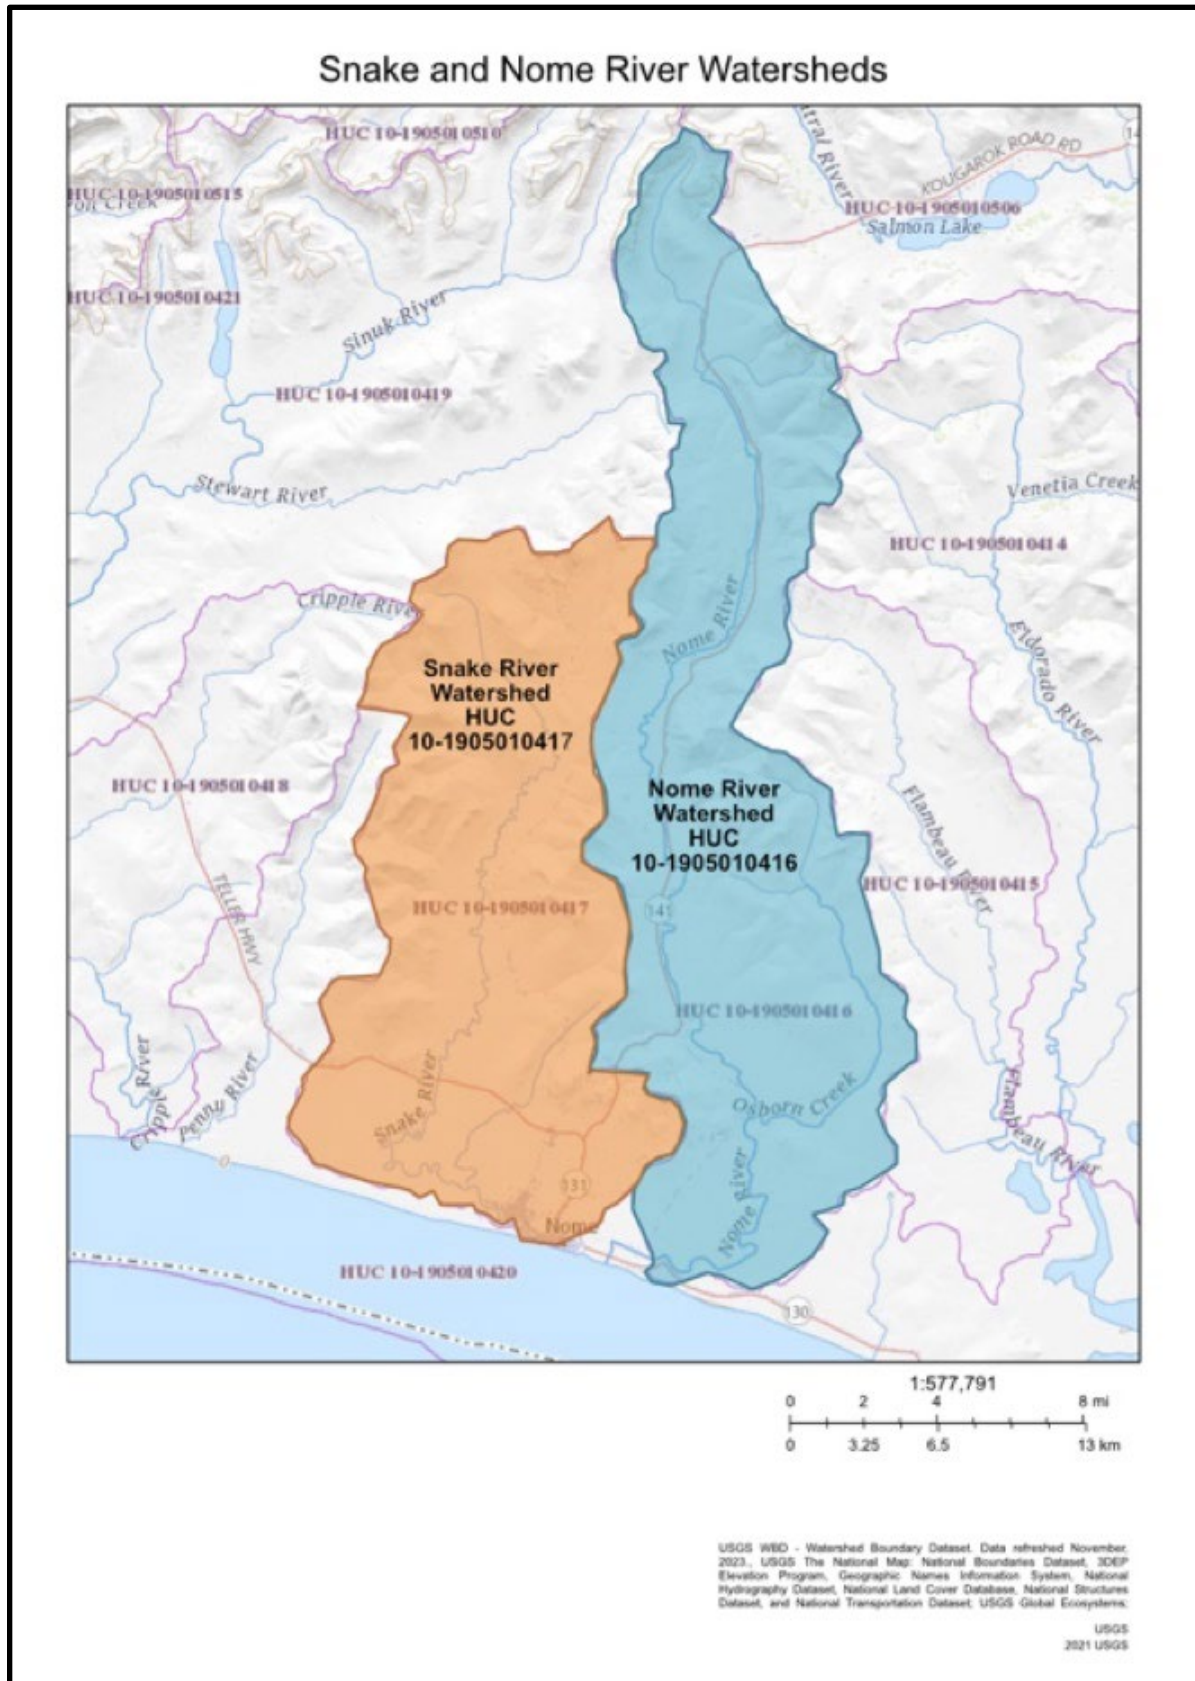 Snake and Nome River Watersheds
HUC 10-1905010510
14
KOUGAROK ROAD RD
HUC-10-1905010515
Creek
HUC-10-1905010506
Salmon Lake
HUC 10-1905010421
Sinuk River
HUC 10-1905010419
Stewart River
Venetia Creek
HUC 10-1905010414
Cripple Rive
Nome River
Eldorado River
Snake River
Watershed
HUC
10-1905010417
HUC 10-1905010418
Nome River
Watershed
HUC
10-1905010416
Flambeau River
TELLER HWY
HUC 10-1905010417
141
HUC 10-1905010415
HUC 10-1905010416
Cripple River
Penny River
Snake River
Osborn Creek
Flambeau River
0
131
Nome
Nome River
HUC 10-1905010420
130
1:577,791
0 2 4 8 mi
0 3.25 6.5 13 km
USGS WBD - Watershed Boundary Dataset. Data refreshed November,
2023., USGS The National Map: National Boundaries Dataset, 3DEP
Elevation Program, Geographic Names Information System, National
Hydrography Dataset, National Land Cover Database, National Structures
Dataset, and National Transportation Dataset; USGS Global Ecosystems;
USGS
2021 USGS